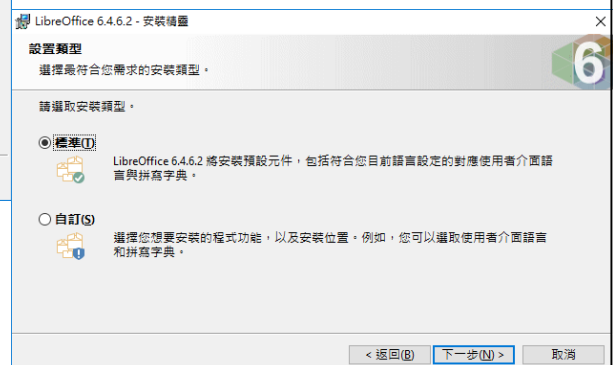 LibreOffice 6.4.6.2 - 安裝精靈
設置類型
選擇最符合您需求的安裝類型。
6
請選取安裝類型。
標準(T)
LibreOffice 6.4.6.2 將安裝預設元件，包括符合您目前語言設定的對應使用者介面語
言與拼寫字典。
自訂(S)
選擇您想要安裝的程式功能，以及安裝位置。例如，您可以選取使用者介面語言
和拼寫字典。
< 返回(B)
下一步(N) >
取消